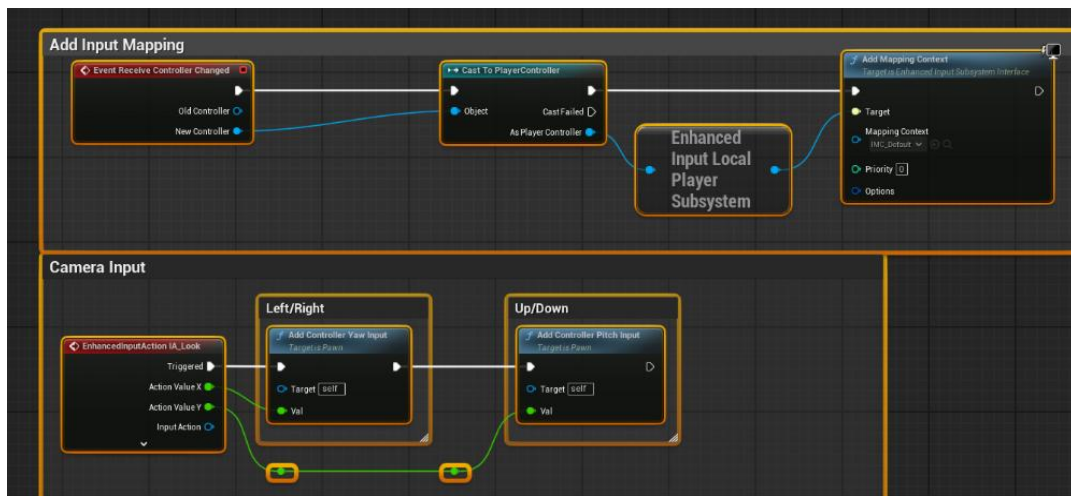 Add Input Mapping
Event Receive Controller Changed
Old Controller
New Controller
Cast To PlayerController
Object
Cast Failed
As Player Controller
Enhanced
Input Local
Player
Subsystem
Add Mapping Context
Target is Enhanced Input Subsystem Interface
Target
Mapping Context
IMC_Default
Priority 0
Options
Camera Input
EnhancedInputAction IA_Look
Triggered
Action Value X
Action Value Y
Input Action
Left/Right
Add Controller Yaw Input
Target is Pawn
Target self
Val
Up/Down
Add Controller Pitch Input
Target is Pawn
Target self
Val